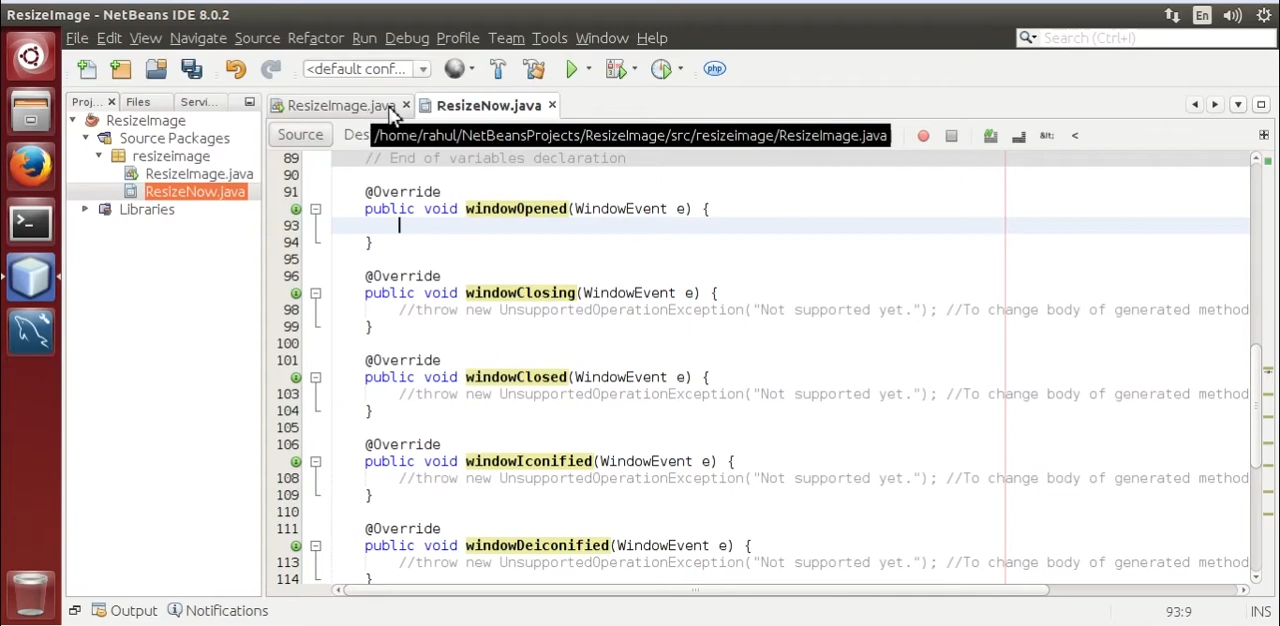 ResizeImage - NetBeans IDE 8.0.2
En
File Edit View Navigate Source Refactor Run Debug Profile Team Tools Window Help
Search (Ctrl+I)
<default conf...
php
Proj... Files Servi...
ResizeImage.java ResizeNow.java
ResizeImage
Source Packages
resizeimage
ResizeImage.java
ResizeNow.java
Libraries
Source Des
/home/rahul/NetBeansProjects/ResizeImage/src/resizeimage/ResizeImage.java
&lt; <
89 // End of variables declaration
90
91 @Override
public void windowOpened(WindowEvent e) {
93
94 }
95
96 @Override
public void windowClosing(WindowEvent e) {
98 //throw new UnsupportedOperationException("Not supported yet."); //To change body of generated method
99 }
100
101 @Override
public void windowClosed(WindowEvent e) {
103 //throw new UnsupportedOperationException("Not supported yet."); //To change body of generated method
104 }
105
106 @Override
public void windowIconified(WindowEvent e) {
108 //throw new UnsupportedOperationException("Not supported yet."); //To change body of generated method
109 }
110
111 @Override
public void windowDeiconified(WindowEvent e) {
113 //throw new UnsupportedOperationException("Not supported yet."); //To change body of generated method
114 }
Output Notifications
93:9 INS